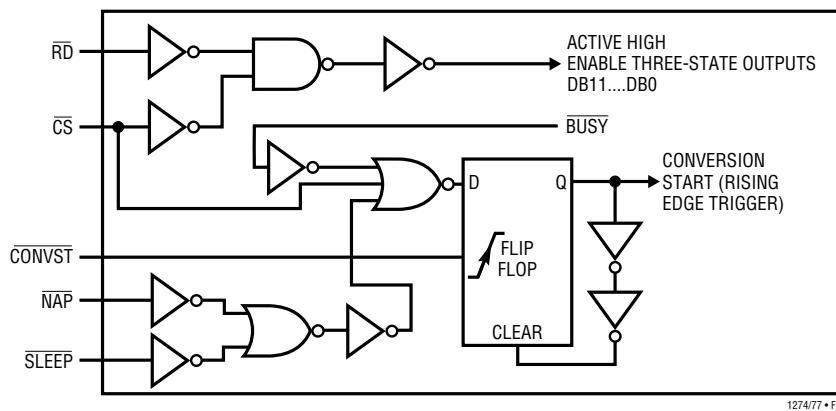 RD
ACTIVE HIGH
ENABLE THREE-STATE OUTPUTS
DB11....DB0
CS
BUSY
D
Q
CONVERSION
START (RISING
EDGE TRIGGER)
CONVST
FLIP
FLOP
NAP
CLEAR
SLEEP
1274/77 • F